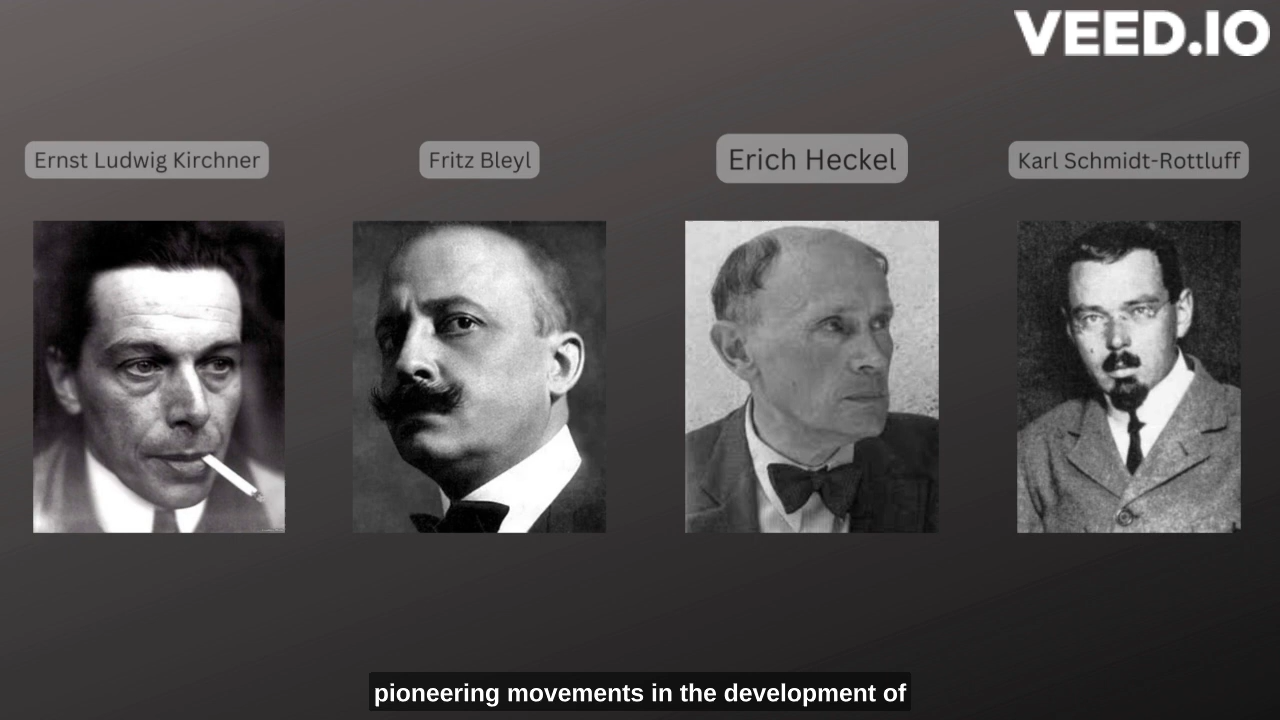 VEED.IO
Ernst Ludwig Kirchner
Fritz Bleyl
Erich Heckel
Karl Schmidt-Rottluff
pioneering movements in the development of